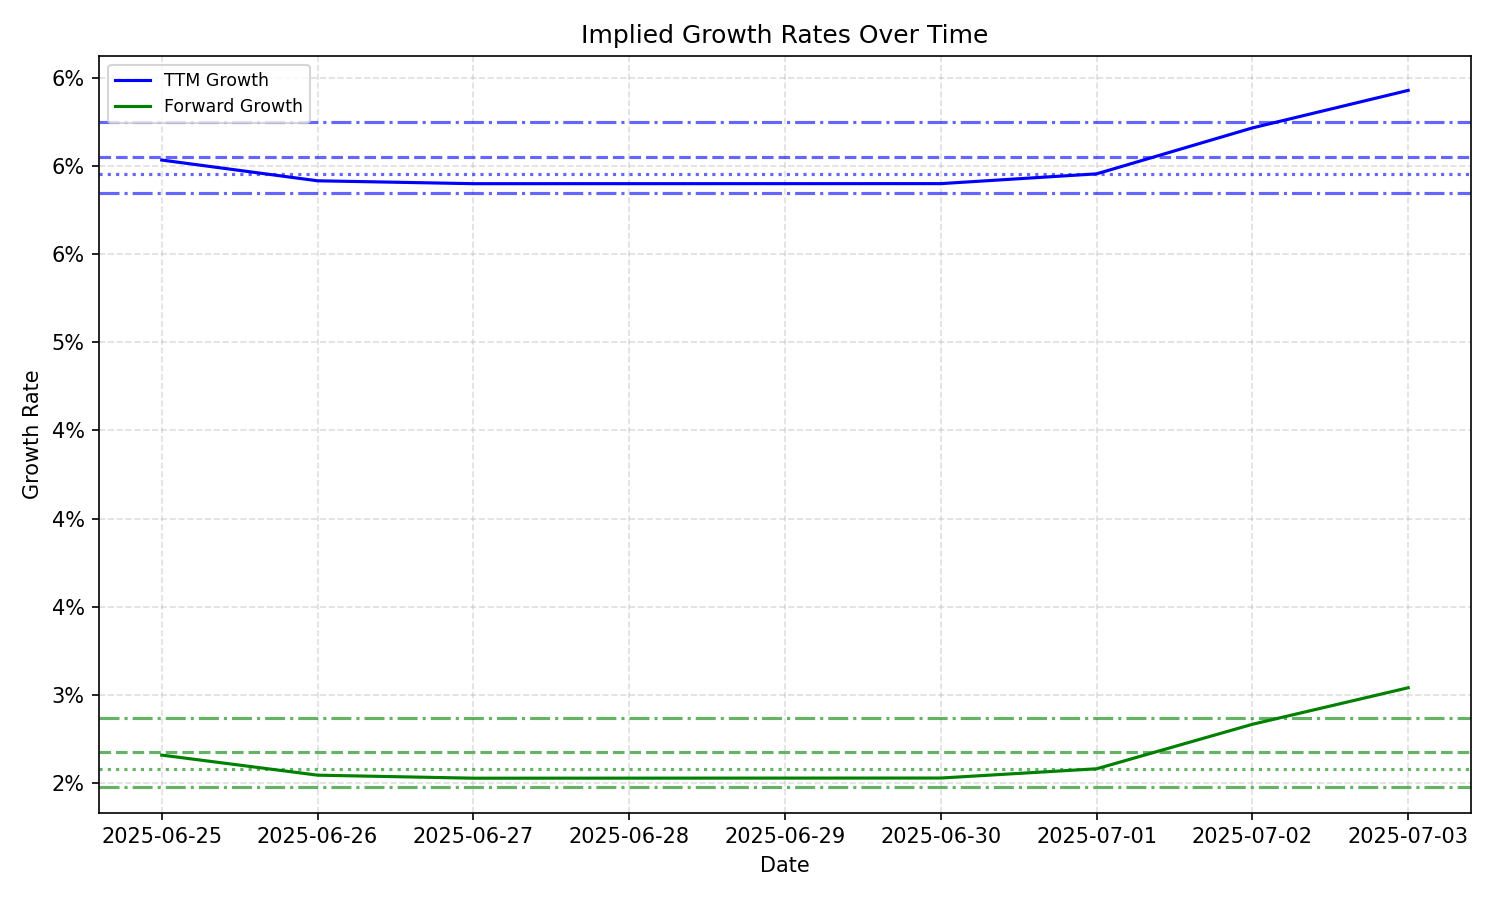 Implied Growth Rates Over Time
TTM Growth
Forward Growth
6%
6%
6%
5%
4%
4%
4%
3%
2%
Growth Rate
2025-06-25 2025-06-26 2025-06-27 2025-06-28 2025-06-29 2025-06-30 2025-07-01 2025-07-02 2025-07-03
Date